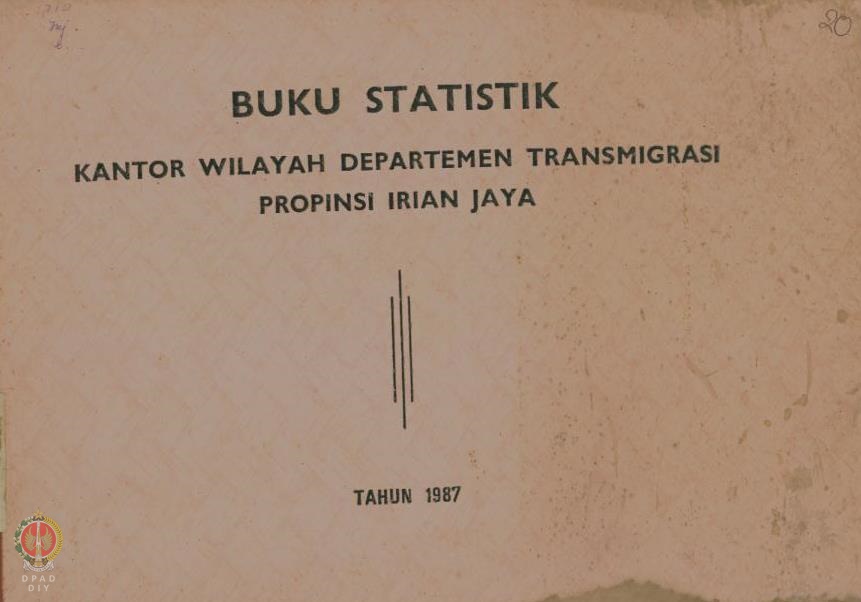 20
BUKU STATISTIK
KANTOR WILAYAH DEPARTEMEN TRANSMIGRASI
PROPINSI IRIAN JAYA
TAHUN 1987
DPAD
DIY